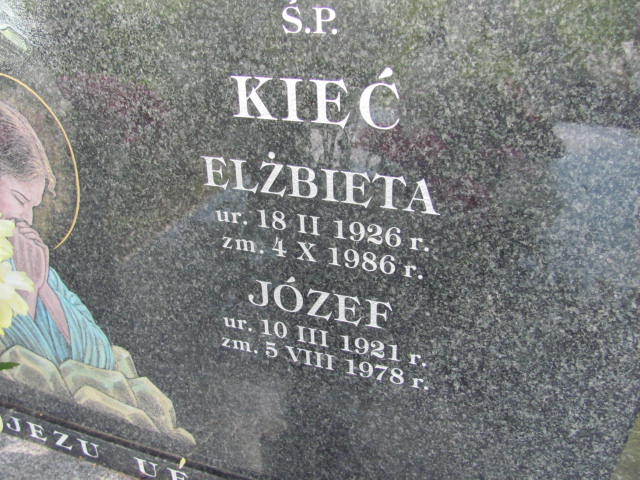 Ś.P.
KIEĆ
ELŻBIETA
ur. 18 II 1926 r.
zm. 4 X 1986 r.
JÓZEF
ur. 10 III 1921 r.
zm. 5 VIII 1978 r.
JEZU